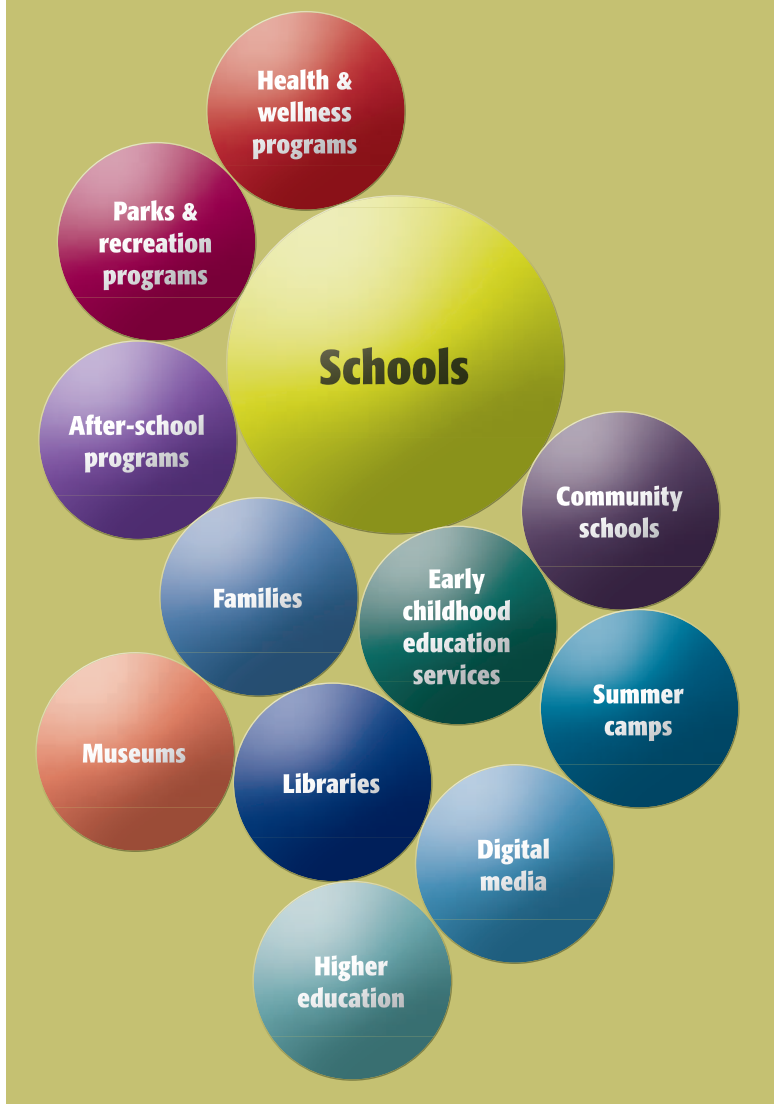 Health &
wellness
programs
Parks &
recreation
programs
Schools
After-school
programs
Community
schools
Families
Early
childhood
education
services
Summer
camps
Museums
Libraries
Digital
media
Higher
education